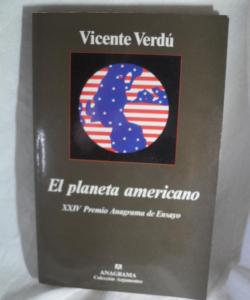 Vicente Verdú
El planeta americano
XXIV Premio Anagrama de Ensayo
ANAGRAMA
Colección Argumentos